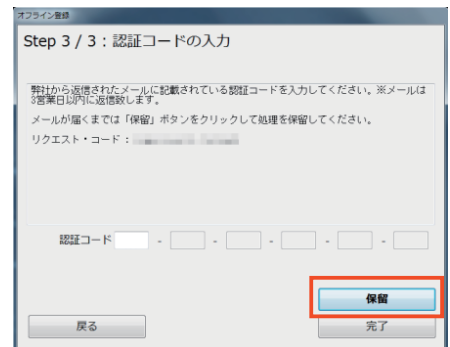 オフライン登録
Step 3 / 3：認証コードの入力
弊社から返信されたメールに記載されている認証コードを入力してください。※メールは
3営業日以内に返信致します。
メールが届くまでは「保留」ボタンをクリックして処理を保留してください。
リクエスト・コード：
認証コード - - - - -
保留
戻る 完了